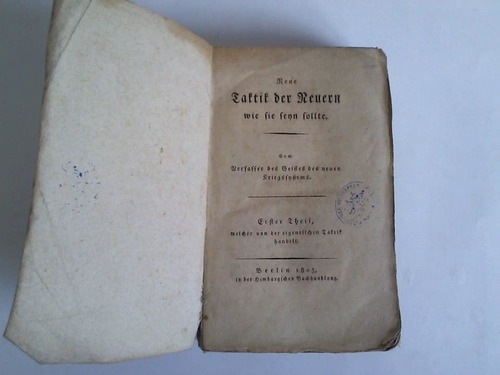 Neue
Taktik der Neuern
wie sie seyn sollte.
Vom
Verfasser des Geistes des neuen
Kriegssystems.
Erster Theil,
welcher von der eigentlichen Taktik
handelt.
Berlin 1805,
in der Himburgischen Buchhandlung.